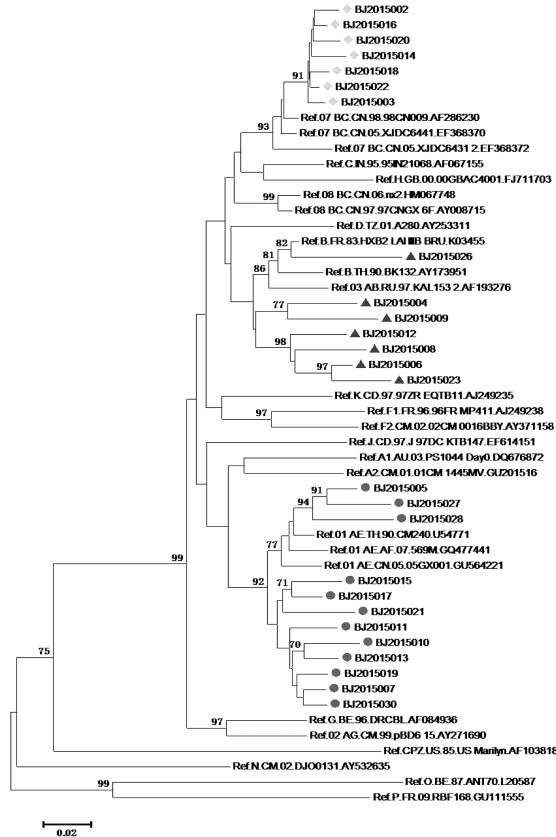 BJ2015002
BJ2015016
BJ2015020
BJ2015014
BJ2015018
91
BJ2015022
BJ2015003
Ref.07 BC.CN.98.98CN009.AF286230
93
Ref.07 BC.CN.05.XJDC6441.EF368370
Ref.07 BC.CN.05.XJDC6431 2.EF368372
Ref.C.IN.95.95IN21068.AF067155
Ref.H.GB.00.00GBAC4001.FJ711703
99
Ref.08 BC.CN.06.nx2.HM067748
Ref.08 BC.CN.97.97CNGX 6F.AY008715
Ref.D.TZ.01.A280.AY253311
82
Ref.B.FR.83.HXB2 BRU.K03455
81
BJ2015026
86
Ref.B.TH.90.BK132.AY173951
Ref.03 AB.RU.97.KAL153 2.AF193276
77
BJ2015004
BJ2015009
BJ2015012
98
BJ2015008
97
BJ2015006
BJ2015023
Ref.K.CD.97.97ZR EQTB11.AJ249235
97
Ref.F1.FR.96.96FR MP411.AJ249238
Ref.F2.CM.02.02CM 0016BBY.AY371158
Ref.J.CD.97.J 97DC KTB147.EF614151
Ref.A1.AU.03.PS1044 Day0.DQ676872
Ref.A2.CM.01.01CM 1445MV.GU201516
91
BJ2015005
94
BJ2015027
BJ2015028
Ref.01 AE.TH.90.CM240.U54771
77
Ref.01 AE.AF.07.569M.GQ477441
99
Ref.01 AE.CN.05.05GX001.GU564221
92
71
BJ2015015
BJ2015017
BJ2015021
BJ2015011
70
BJ2015010
75
BJ2015013
BJ2015019
BJ2015007
BJ2015030
97
Ref.G.BE.96.DRCBL.AF084936
Ref.02 AG.CM.99.pBD6 15.AY271690
Ref.CPZ.US.85.US Marilyn.AF103818
Ref.N.CM.02.DJO0131.AY532635
99
Ref.O.BE.87.ANT70.L20587
Ref.P.FR.09.RBF168.GU111555
0.02